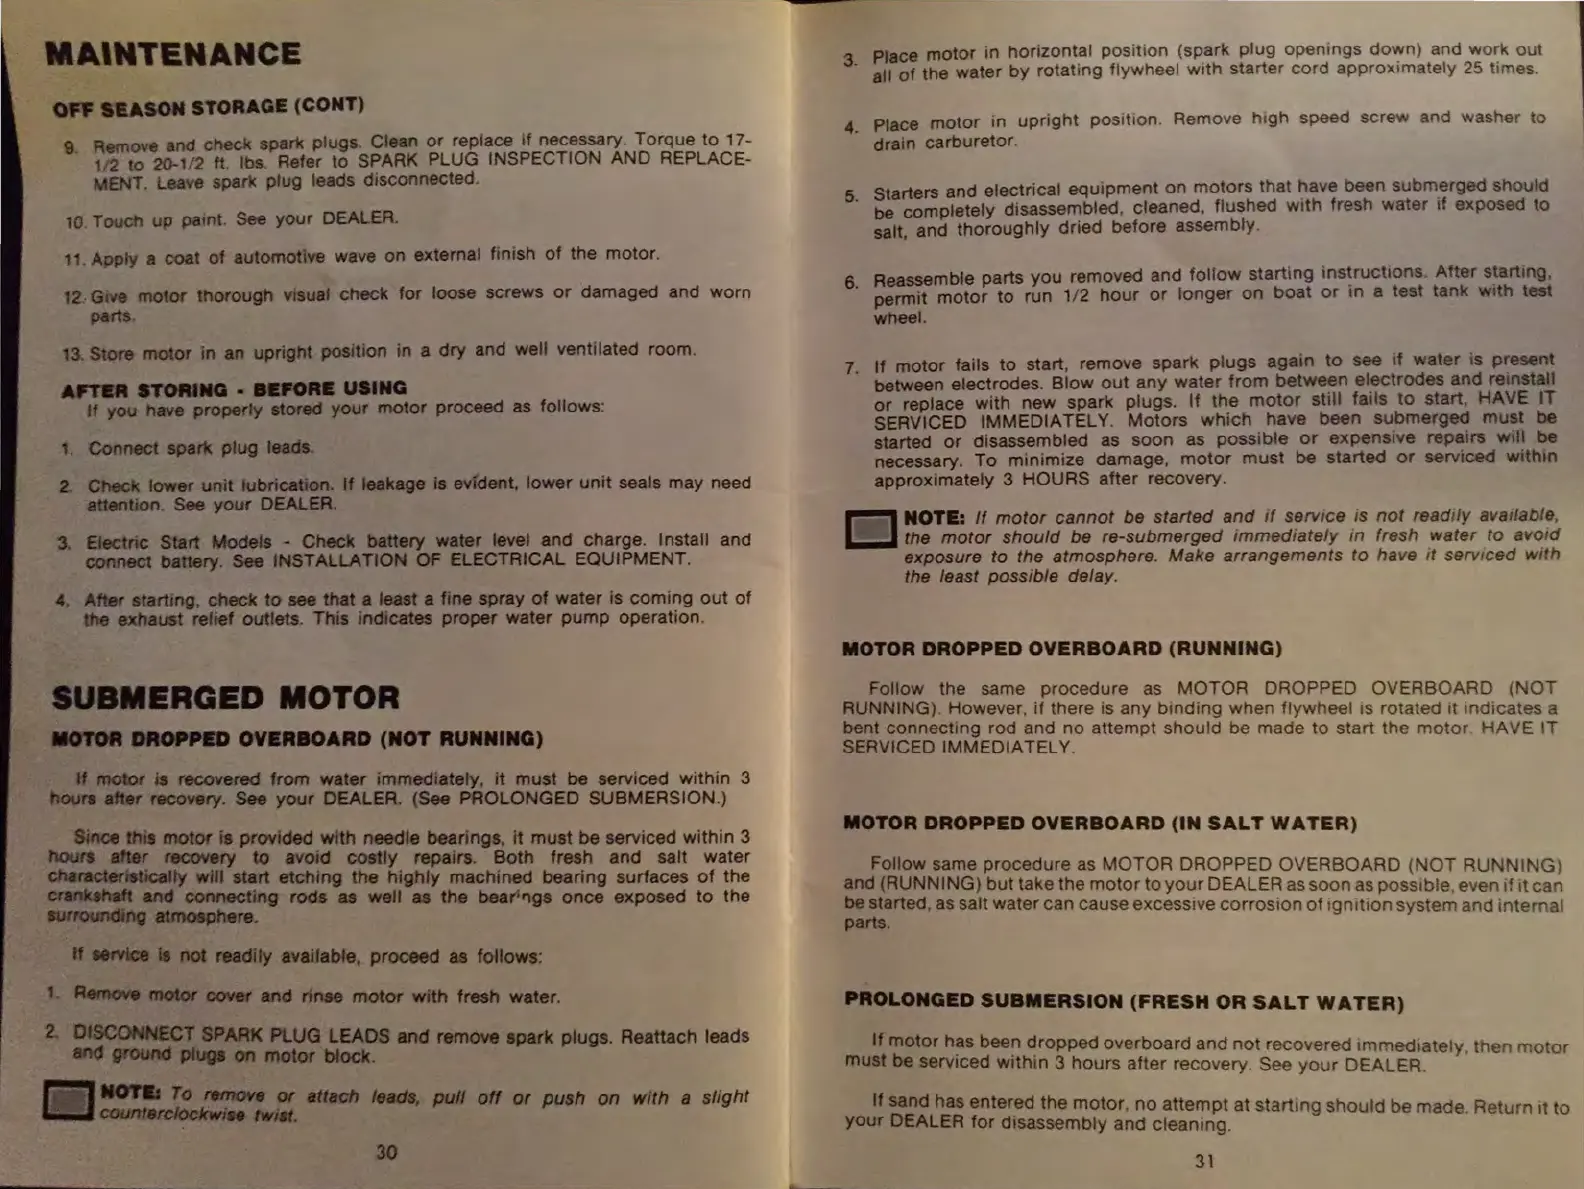 MAINTENANCE
OFF SEASON STORAGE (CONT)
9. Remove and check spark plugs. Clean or replace if necessary. Torque to 17-
1/2 to 20-1/2 ft. lbs. Refer to SPARK PLUG INSPECTION AND REPLACE-
MENT. Leave spark plug leads disconnected.
10. Touch up paint. See your DEALER.
11. Apply a coat of automotive wave on external finish of the motor.
12. Give motor thorough visual check for loose screws or damaged and worn
parts.
13. Store motor in an upright position in a dry and well ventilated room.
AFTER STORING - BEFORE USING
If you have properly stored your motor proceed as follows:
1. Connect spark plug leads.
2. Check lower unit lubrication. If leakage is evident, lower unit seals may need
attention. See your DEALER.
3. Electric Start Models - Check battery water level and charge. Install and
connect battery. See INSTALLATION OF ELECTRICAL EQUIPMENT.
4. After starting, check to see that a least a fine spray of water is coming out of
the exhaust relief outlets. This indicates proper water pump operation.
SUBMERGED MOTOR
MOTOR DROPPED OVERBOARD (NOT RUNNING)
If motor is recovered from water immediately, it must be serviced within 3
hours after recovery. See your DEALER. (See PROLONGED SUBMERSION.)
Since this motor is provided with needle bearings, it must be serviced within 3
hours after recovery to avoid costly repairs. Both fresh and salt water
characteristically will start etching the highly machined bearing surfaces of the
crankshaft and connecting rods as well as the bearings once exposed to the
surrounding atmosphere.
If service is not readily available, proceed as follows:
1. Remove motor cover and rinse motor with fresh water.
2. DISCONNECT SPARK PLUG LEADS and remove spark plugs. Reattach leads
and ground plugs on motor block.
NOTE: To remove or attach leads, pull off or push on with a slight
counterclockwise twist.
30
3. Place motor in horizontal position (spark plug openings down) and work out
all of the water by rotating flywheel with starter cord approximately 25 times.
4. Place motor in upright position. Remove high speed screw and washer to
drain carburetor.
5. Starters and electrical equipment on motors that have been submerged should
be completely disassembled, cleaned, flushed with fresh water if exposed to
salt, and thoroughly dried before assembly.
6. Reassemble parts you removed and follow starting instructions. After starting,
permit motor to run 1/2 hour or longer on boat or in a test tank with test
wheel.
7. If motor fails to start, remove spark plugs again to see if water is present
between electrodes. Blow out any water from between electrodes and reinstall
or replace with new spark plugs. If the motor still fails to start, HAVE IT
SERVICED IMMEDIATELY. Motors which have been submerged must be
started or disassembled as soon as possible or expensive repairs will be
necessary. To minimize damage, motor must be started or serviced within
approximately 3 HOURS after recovery.
NOTE: If motor cannot be started and if service is not readily available,
the motor should be re-submerged immediately in fresh water to avoid
exposure to the atmosphere. Make arrangements to have it serviced with
the least possible delay.
MOTOR DROPPED OVERBOARD (RUNNING)
Follow the same procedure as MOTOR DROPPED OVERBOARD (NOT
RUNNING). However, if there is any binding when flywheel is rotated it indicates a
bent connecting rod and no attempt should be made to start the motor. HAVE IT
SERVICED IMMEDIATELY.
MOTOR DROPPED OVERBOARD (IN SALT WATER)
Follow same procedure as MOTOR DROPPED OVERBOARD (NOT RUNNING)
and (RUNNING) but take the motor to your DEALER as soon as possible, even if it can
be started, as salt water can cause excessive corrosion of ignition system and internal
parts.
PROLONGED SUBMERSION (FRESH OR SALT WATER)
If motor has been dropped overboard and not recovered immediately, then motor
must be serviced within 3 hours after recovery. See your DEALER.
If sand has entered the motor, no attempt at starting should be made. Return it to
your DEALER for disassembly and cleaning.
31